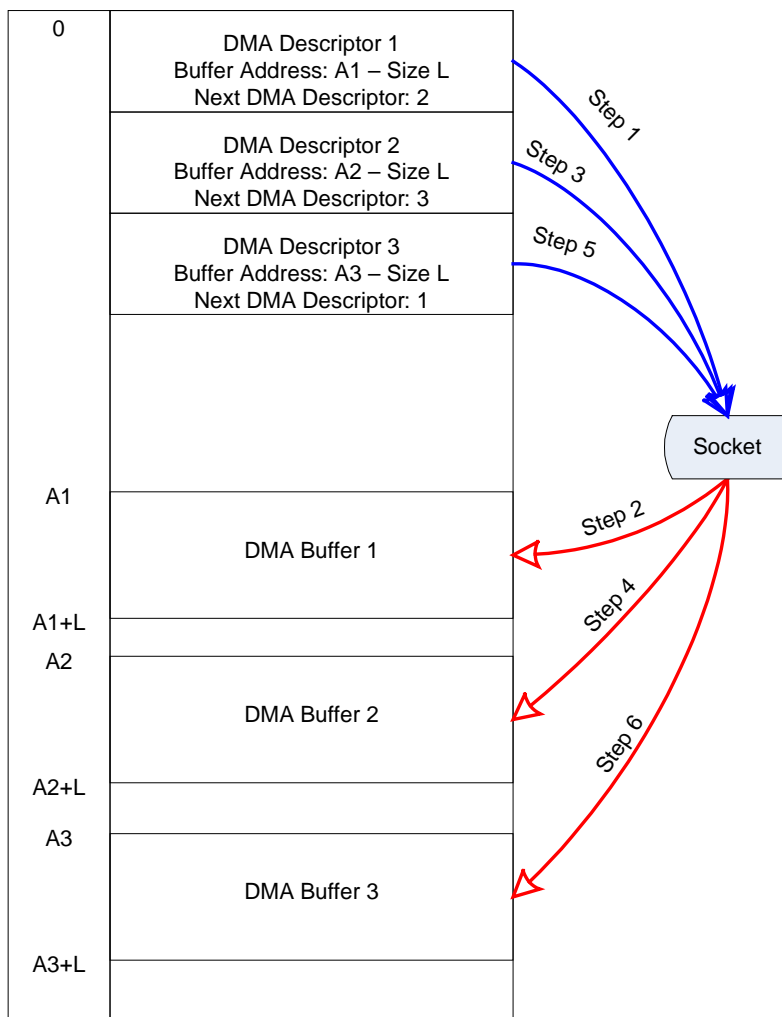 0
DMA Descriptor 1
Buffer Address: A1 – Size L
Next DMA Descriptor: 2
DMA Descriptor 2
Buffer Address: A2 – Size L
Next DMA Descriptor: 3
DMA Descriptor 3
Buffer Address: A3 – Size L
Next DMA Descriptor: 1
Step 1
Step 3
Step 5
Socket
A1
DMA Buffer 1
Step 2
A1+L
Step 4
A2
DMA Buffer 2
Step 6
A2+L
A3
DMA Buffer 3
A3+L